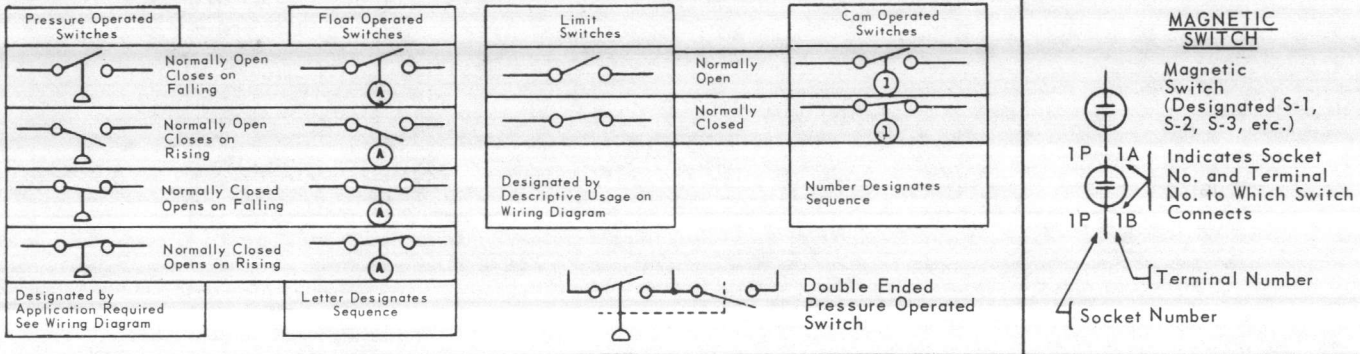 Pressure Operated
Switches
Float Operated
Switches
Normally Open
Closes on
Falling
A
Normally Open
Closes on
Rising
A
Normally Closed
Opens on Falling
A
Normally Closed
Opens on Rising
A
Designated by
Application Required
See Wiring Diagram
Letter Designates
Sequence
Limit
Switches
Normally
Open
Normally
Closed
Designated by
Descriptive Usage on
Wiring Diagram
Cam Operated
Switches
1
1
Number Designates
Sequence
Double Ended
Pressure Operated
Switch
MAGNETIC
SWITCH
Magnetic
Switch
(Designated S-1,
S-2, S-3, etc.)
1P 1A
Indicates Socket
No. and Terminal
No. to Which Switch
Connects
1P 1B
Terminal Number
Socket Number